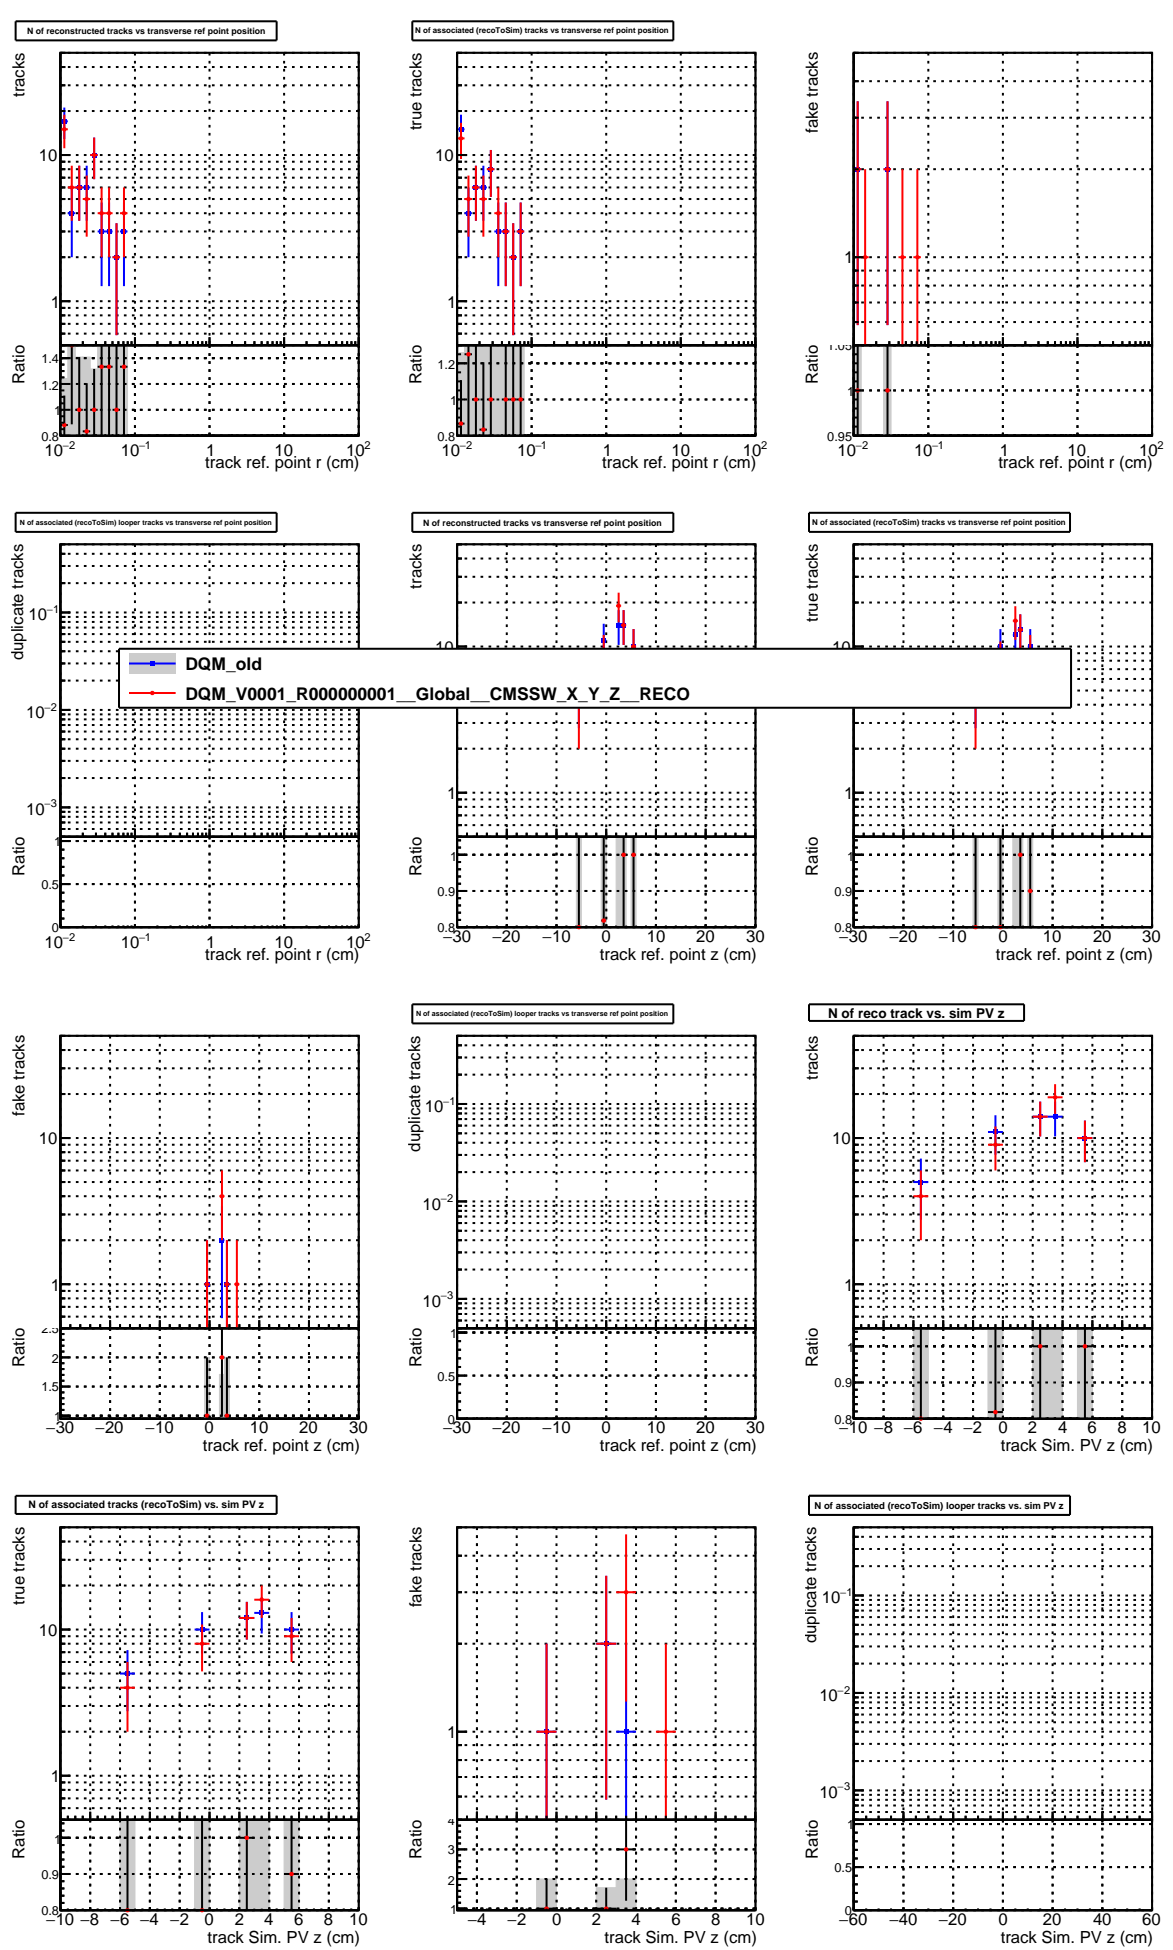 N of reconstructed tracks vs transverse ref point position
tracks
10
1
Ratio
1.4
1.2
1
0.8
10−2 10−1 1 10 102
track ref. point r (cm)
N of associated (recoToSim) tracks vs transverse ref point position
true tracks
10
1
Ratio
1.2
1
0.8
10−2 10−1 1 10 102
track ref. point r (cm)
fake tracks
1
Ratio
1.05
1
0.95
10−2 10−1 1 10 102
track ref. point r (cm)
N of associated (recoToSim) looper tracks vs transverse ref point position
duplicate tracks
10−1
10−2
10−3
Ratio
1
0.5
0
10−2 10−1 1 10 102
track ref. point r (cm)
N of reconstructed tracks vs transverse ref point position
tracks
10
1
Ratio
1
0.9
0.8
−30 −20 −10 0 10 20 30
track ref. point z (cm)
N of associated (recoToSim) tracks vs transverse ref point position
true tracks
10
1
Ratio
1
0.9
0.8
−30 −20 −10 0 10 20 30
track ref. point z (cm)
DQM_old
DQM_V0001_R000000001__Global__CMSSW_X_Y_Z__RECO
fake tracks
10
1
Ratio
2.5
2
1.5
1
−30 −20 −10 0 10 20 30
track ref. point z (cm)
N of associated (recoToSim) looper tracks vs transverse ref point position
duplicate tracks
10−1
10−2
10−3
Ratio
1
0.5
0
−30 −20 −10 0 10 20 30
track ref. point z (cm)
N of reco track vs. sim PV z
tracks
10
1
Ratio
1
0.9
0.8
−10 −8 −6 −4 −2 0 2 4 6 8 10
track Sim. PV z (cm)
N of associated tracks (recoToSim) vs. sim PV z
true tracks
10
1
Ratio
1
0.9
0.8
−10 −8 −6 −4 −2 0 2 4 6 8 10
track Sim. PV z (cm)
fake tracks
1
Ratio
4
3
2
1
−4 −2 0 2 4 6 8 10
track Sim. PV z (cm)
N of associated (recoToSim) looper tracks vs. sim PV z
duplicate tracks
10−1
10−2
10−3
Ratio
1
0.5
0
−60 −40 −20 0 20 40 60
track Sim. PV z (cm)